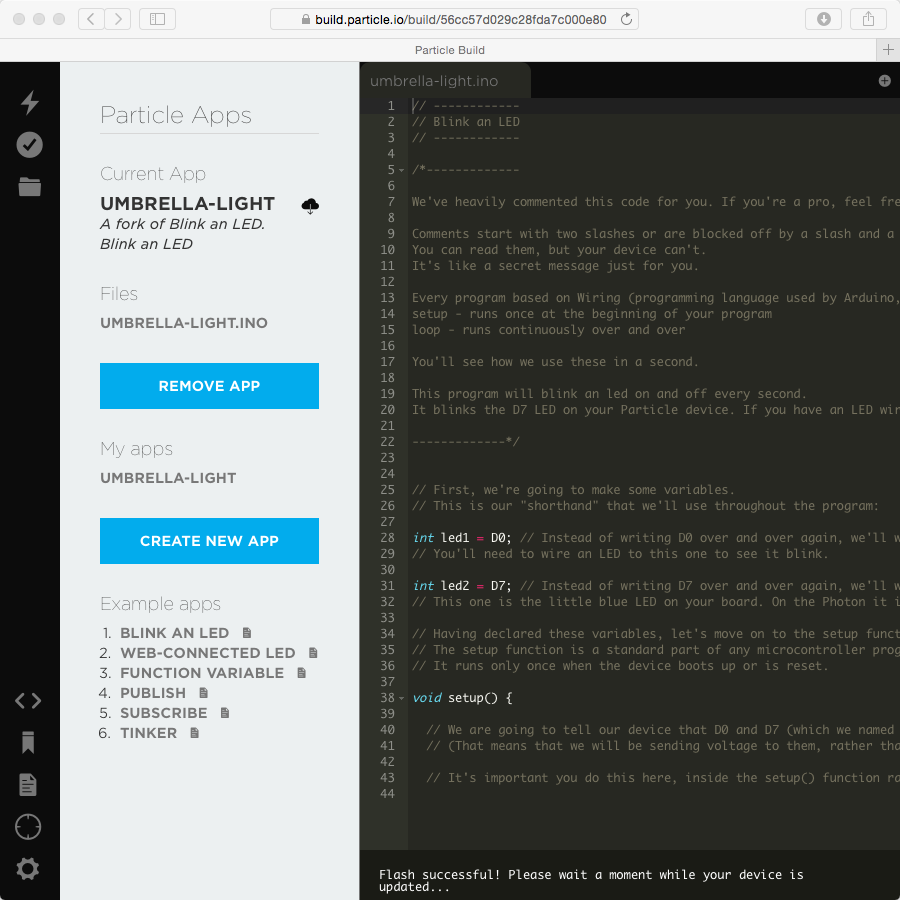 build.particle.io/build/56cc57d029c28fda7c000e80
Particle Build
Particle Apps
Current App
UMBRELLA-LIGHT
A fork of Blink an LED.
Blink an LED
Files
UMBRELLA-LIGHT.INO
REMOVE APP
My apps
UMBRELLA-LIGHT
CREATE NEW APP
Example apps
1. BLINK AN LED
2. WEB-CONNECTED LED
3. FUNCTION VARIABLE
4. PUBLISH
5. SUBSCRIBE
6. TINKER
umbrella-light.ino
1 // ------------
2 // Blink an LED
3 // ------------
4
5 /*-------------
6
7 We've heavily commented this code for you. If you're a pro, feel fre
8
9 Comments start with two slashes or are blocked off by a slash and a
10 You can read them, but your device can't.
11 It's like a secret message just for you.
12
13 Every program based on Wiring (programming language used by Arduino,
14 setup - runs once at the beginning of your program
15 loop - runs continuously over and over
16
17 You'll see how we use these in a second.
18
19 This program will blink an led on and off every second.
20 It blinks the D7 LED on your Particle device. If you have an LED wir
21
22 -------------*/
23
24
25 // First, we're going to make some variables.
26 // This is our "shorthand" that we'll use throughout the program:
27
28 int led1 = D0; // Instead of writing D0 over and over again, we'll w
29 // You'll need to wire an LED to this one to see it blink.
30
31 int led2 = D7; // Instead of writing D7 over and over again, we'll w
32 // This one is the little blue LED on your board. On the Photon it i
33
34 // Having declared these variables, let's move on to the setup funct
35 // The setup function is a standard part of any microcontroller prog
36 // It runs only once when the device boots up or is reset.
37
38 void setup() {
39
40 // We are going to tell our device that D0 and D7 (which we named
41 // (That means that we will be sending voltage to them, rather tha
42
43 // It's important you do this here, inside the setup() function ra
44
Flash successful! Please wait a moment while your device is
updated...